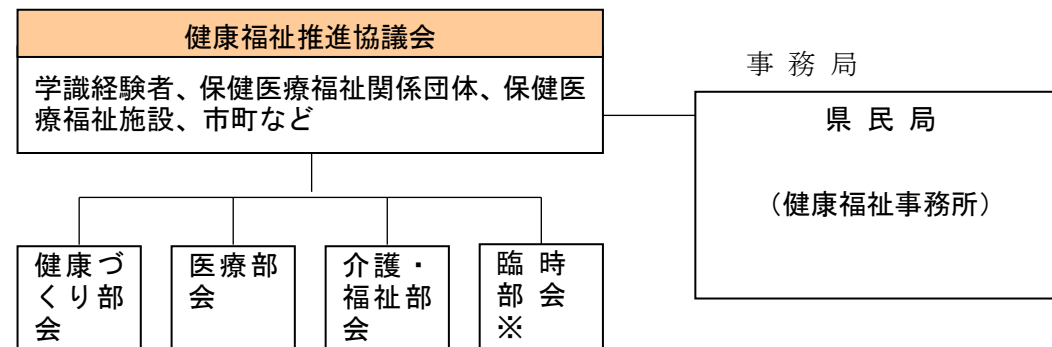 健康福祉推進協議会
学識経験者、保健医療福祉関係団体、保健医
療福祉施設、市町など
事 務 局
県 民 局
（健康福祉事務所）
健康づ
くり部
会
医療部
会
介護・
福祉部
会
臨 時
部 会
※